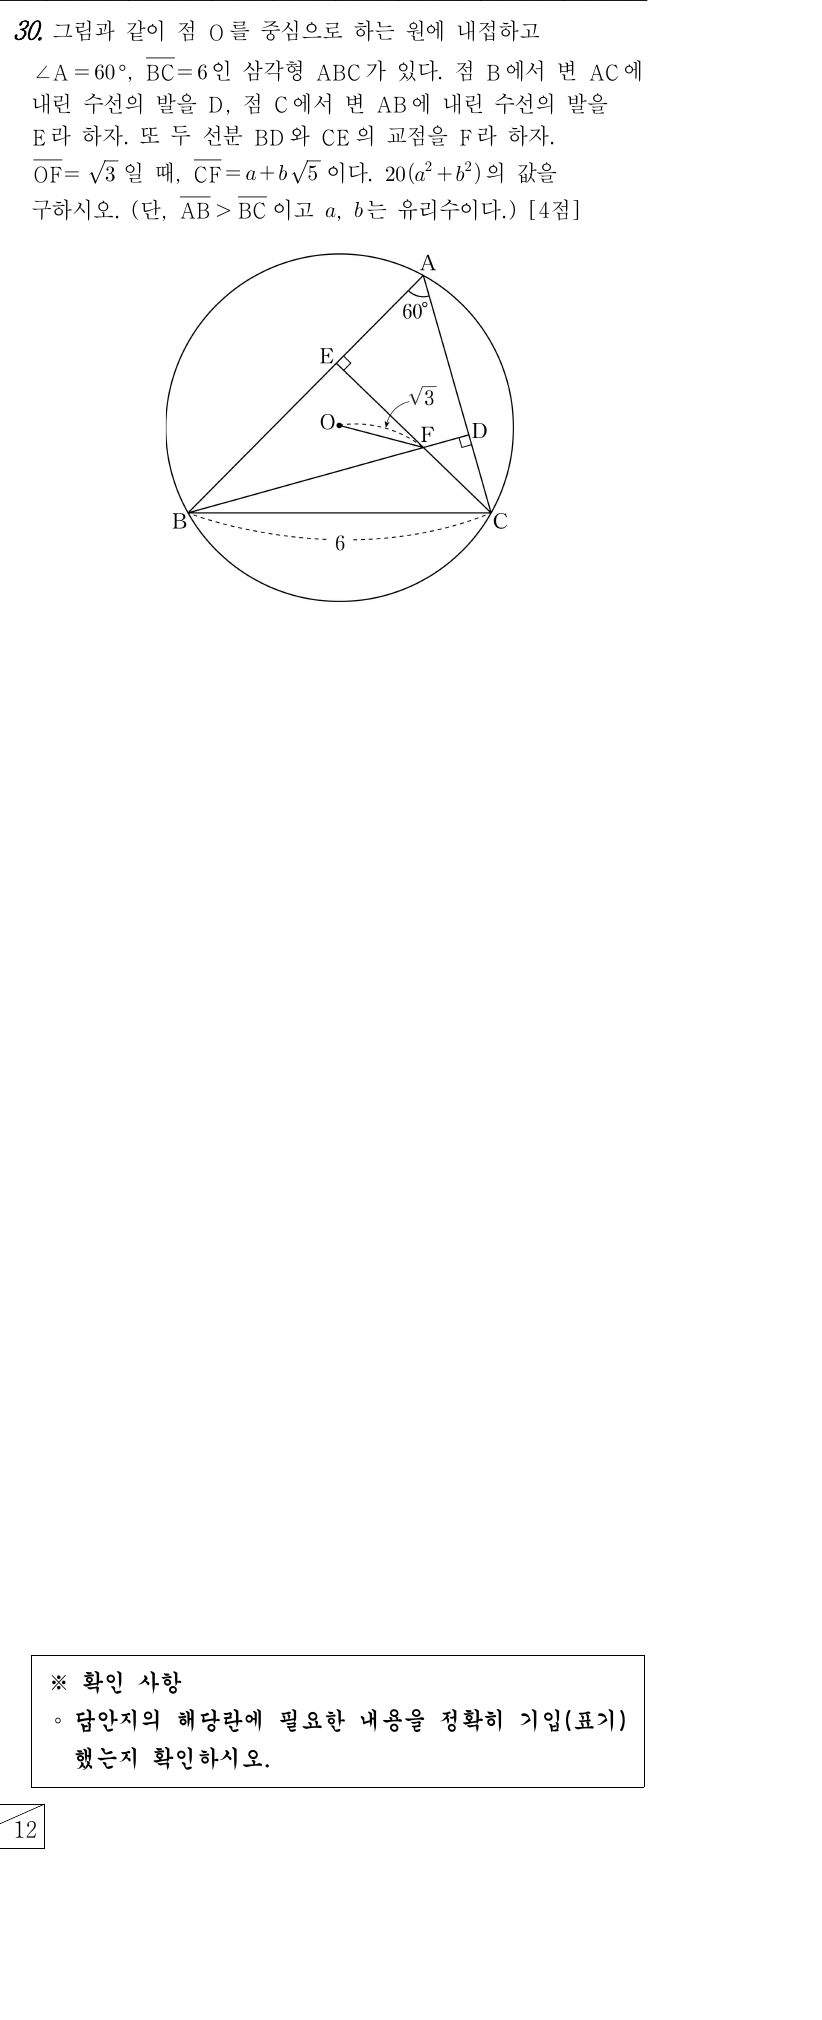 30. 그림과 같이 점 O를 중심으로 하는 원에 내접하고
∠A=60°, \overline{BC}=6인 삼각형 ABC가 있다. 점 B에서 변 AC에
내린 수선의 발을 D, 점 C에서 변 AB에 내린 수선의 발을
E라 하자. 또 두 선분 BD와 CE의 교점을 F라 하자.
\overline{OF}=√3일 때, \overline{CF}=a+b√5이다. 20(a²+b²)의 값을
구하시오. (단, \overline{AB}>\overline{BC}이고 a, b는 유리수이다.) [4점]
A
60°
E
√3
O
F
D
B
C
6
※ 확인 사항
◦ 답안지의 해당란에 필요한 내용을 정확히 기입(표기)
했는지 확인하시오.
12